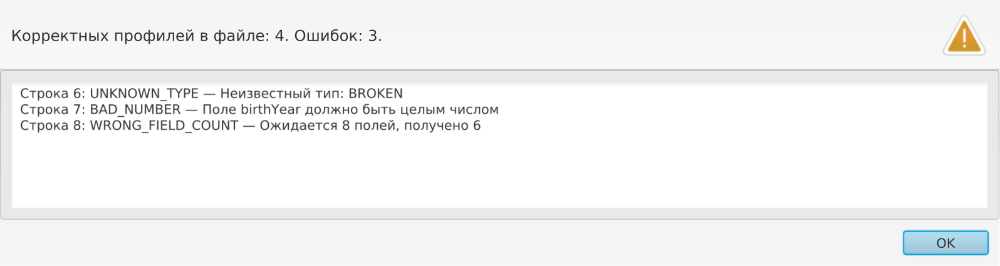 Корректных профилей в файле: 4. Ошибок: 3.
Строка 6: UNKNOWN_TYPE — Неизвестный тип: BROKEN
Строка 7: BAD_NUMBER — Поле birthYear должно быть целым числом
Строка 8: WRONG_FIELD_COUNT — Ожидается 8 полей, получено 6
OK